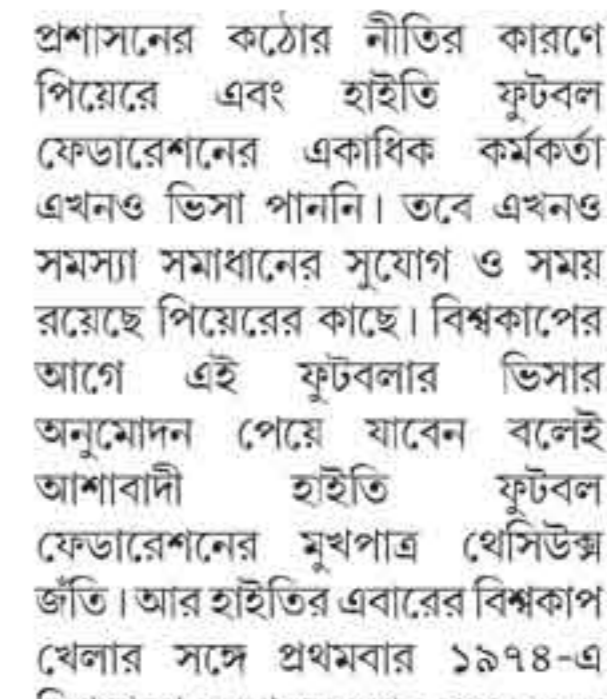 প্রশাসনের কঠোর নীতির কারণে
পিয়েরে এবং হাইতি ফুটবল
ফেডারেশনের একাধিক কর্মকর্তা
এখনও ভিসা পাননি। তবে এখনও
সমস্যা সমাধানের সুযোগ ও সময়
রয়েছে পিয়েরের কাছে। বিশ্বকাপের
আগে এই ফুটবলার ভিসার
অনুমোদন পেয়ে যাবেন বলেই
আশাবাদী হাইতি ফুটবল
ফেডারেশনের মুখপাত্র থেসিউক্স
জঁতি। আর হাইতির এবারের বিশ্বকাপ
খেলার সঙ্গে প্রথমবার ১৯৭৪-এ